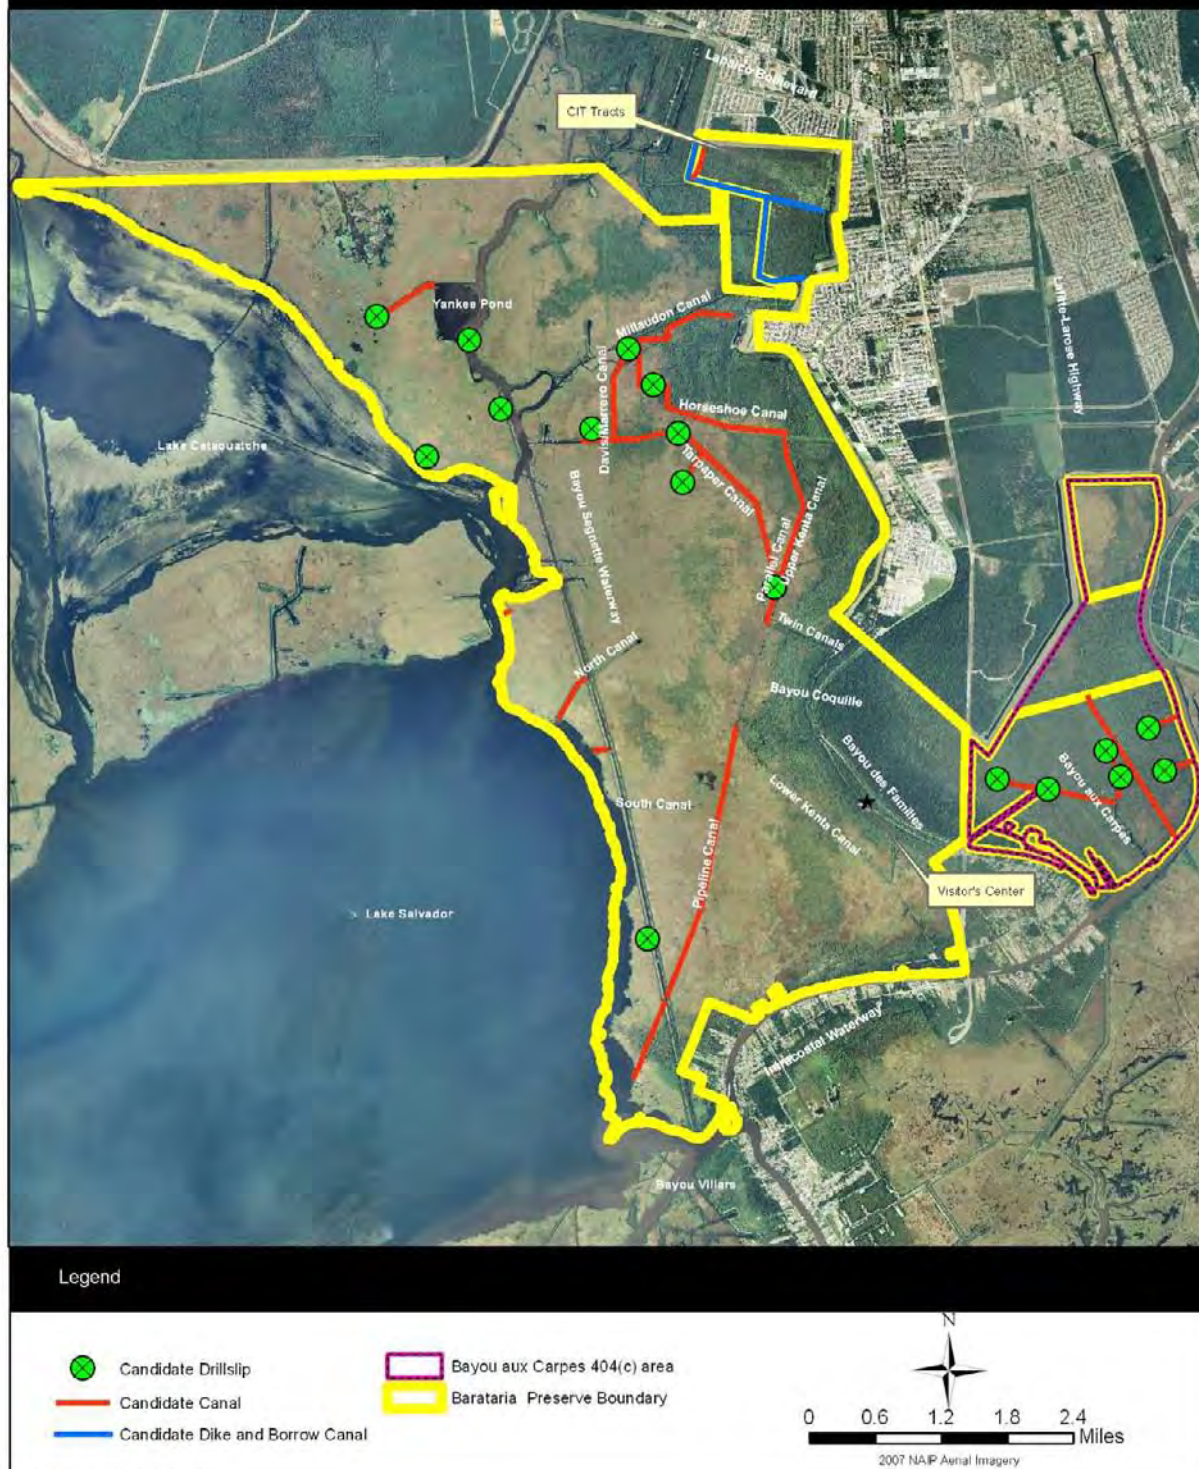 Lapalco Boulevard
CIT Tracts
Yankee Pond
Millaudon Canal
Lafitte-Larose Highway
Davis Marrero Canal
Horseshoe Canal
Lake Cataouatche
Tarpaper Canal
Bayou Segnette Waterway
Parallel Canal
Upper Kenta Canal
Twin Canals
North Canal
Bayou Coquille
Bayou des Familles
Bayou aux Carpes
South Canal
Lower Kenta Canal
Pipeline Canal
Visitor's Center
Lake Salvador
Intracostal Waterway
Bayou Villars
Legend
Candidate Drillslip
Candidate Canal
Candidate Dike and Borrow Canal
Bayou aux Carpes 404(c) area
Barataria Preserve Boundary
N
0 0.6 1.2 1.8 2.4
Miles
2007 NAIP Aerial Imagery